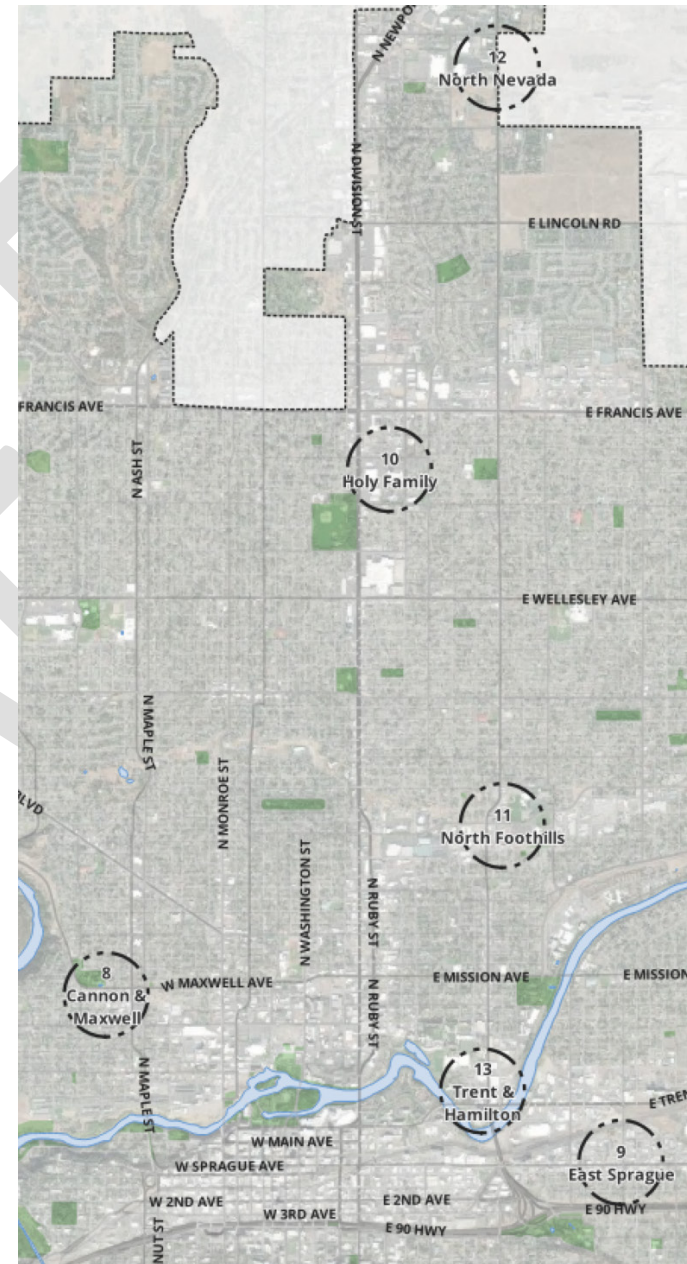 N NEWPO
12
North Nevada
N DIVISION ST
E LINCOLN RD
FRANCIS AVE
E FRANCIS AVE
N ASH ST
10
Holy Family
E WELLESLEY AVE
N MAPLE ST
N MONROE ST
LVD
11
North Foothills
N WASHINGTON ST
N RUBY ST
8
Cannon &
Maxwell
W MAXWELL AVE
E MISSION AVE
E MISSION
N RUBY ST
13
Trent &
Hamilton
N MAPLE ST
E TREN
W MAIN AVE
9
East Sprague
W SPRAGUE AVE
W 2ND AVE
E 2ND AVE
W 3RD AVE
E 90 HWY
E 90 HWY
NUT ST